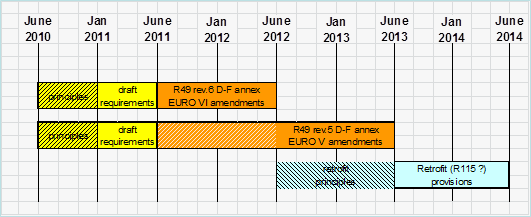 June Jan June Jan June Jan June Jan June
2010 2011 2011 2012 2012 2013 2013 2014 2014
principles draft R49 rev.6 D-F annex
requirements EURO VI amendments
principles draft R49 rev.5 D-F annex
requirements EURO V amendments
retrofit Retrofit (R115 ?)
principles provisions